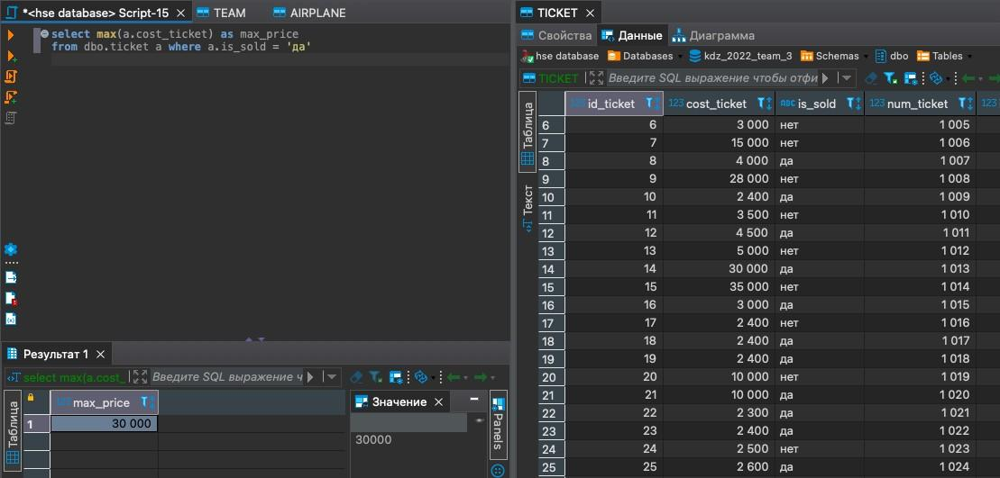 *<hse database> Script-15
TEAM
AIRPLANE
select max(a.cost_ticket) as max_price
from dbo.ticket a where a.is_sold = 'да'
Результат 1
select max(a.cost_
Введите SQL выражение ч
Таблица
max_price
1 30 000
Значение
30000
Panels
TICKET
Свойства Данные Диаграмма
hse database Databases kdz_2022_team_3 Schemas dbo Tables
TICKET Введите SQL выражение чтобы отфи
Таблица
Текст
123 id_ticket 123 cost_ticket ABC is_sold 123 num_ticket 123
6 6 3 000 нет 1 005
7 7 15 000 нет 1 006
8 8 4 000 да 1 007
9 9 28 000 нет 1 008
10 10 2 400 да 1 009
11 11 3 500 нет 1 010
12 12 4 500 да 1 011
13 13 5 000 нет 1 012
14 14 30 000 да 1 013
15 15 35 000 нет 1 014
16 16 3 000 да 1 015
17 17 2 400 нет 1 016
18 18 2 400 да 1 017
19 19 2 400 да 1 018
20 20 10 000 нет 1 019
21 21 10 000 да 1 020
22 22 2 300 да 1 021
23 23 2 400 да 1 022
24 24 2 500 нет 1 023
25 25 2 600 да 1 024